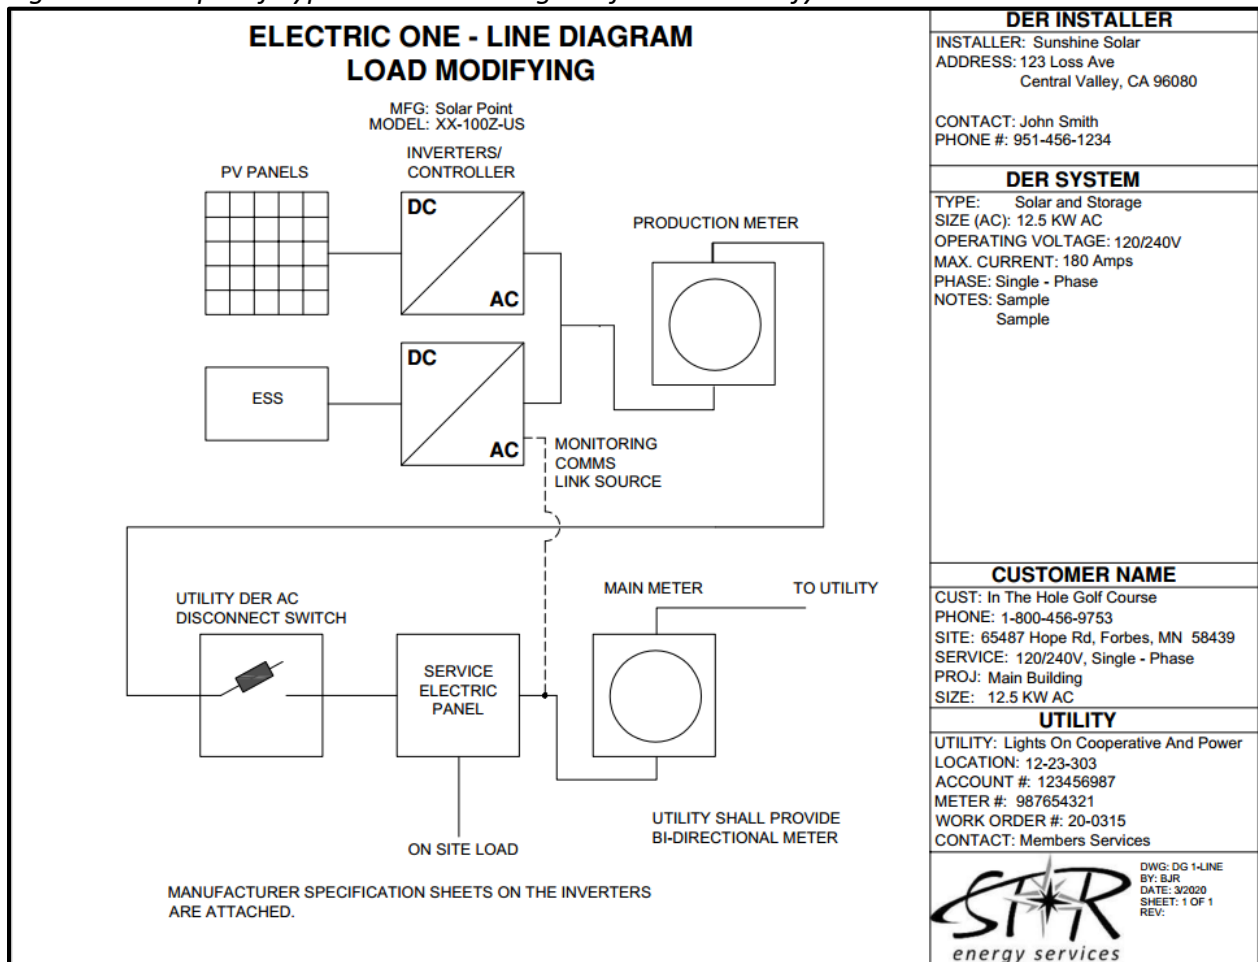 ELECTRIC ONE - LINE DIAGRAM
LOAD MODIFYING
MFG: Solar Point
MODEL: XX-100Z-US
INVERTERS/
CONTROLLER
PV PANELS
DC
AC
PRODUCTION METER
ESS
DC
AC
MONITORING
COMMS
LINK SOURCE
UTILITY DER AC
DISCONNECT SWITCH
SERVICE
ELECTRIC
PANEL
MAIN METER
TO UTILITY
ON SITE LOAD
UTILITY SHALL PROVIDE
BI-DIRECTIONAL METER
MANUFACTURER SPECIFICATION SHEETS ON THE INVERTERS
ARE ATTACHED.
DER INSTALLER
INSTALLER: Sunshine Solar
ADDRESS: 123 Loss Ave
Central Valley, CA 96080
CONTACT: John Smith
PHONE #: 951-456-1234
DER SYSTEM
TYPE: Solar and Storage
SIZE (AC): 12.5 KW AC
OPERATING VOLTAGE: 120/240V
MAX. CURRENT: 180 Amps
PHASE: Single - Phase
NOTES: Sample
Sample
CUSTOMER NAME
CUST: In The Hole Golf Course
PHONE: 1-800-456-9753
SITE: 65487 Hope Rd, Forbes, MN 58439
SERVICE: 120/240V, Single - Phase
PROJ: Main Building
SIZE: 12.5 KW AC
UTILITY
UTILITY: Lights On Cooperative And Power
LOCATION: 12-23-303
ACCOUNT #: 123456987
METER #: 987654321
WORK ORDER #: 20-0315
CONTACT: Members Services
STAR
energy services
DWG: DG 1-LINE
BY: BJR
DATE: 3/2020
SHEET: 1 OF 1
REV: